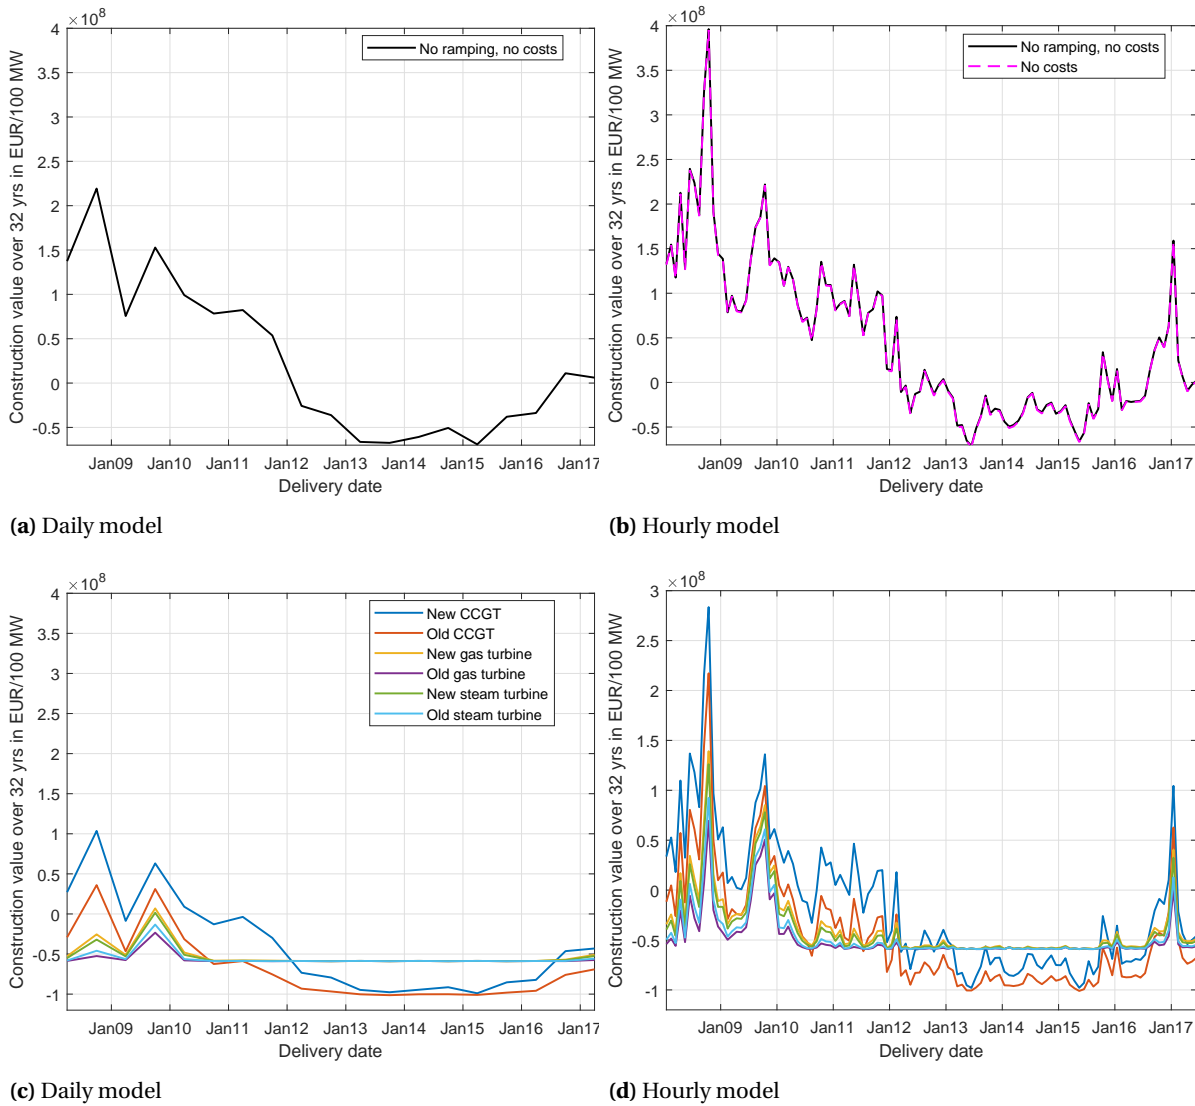 ×10^8
4
3.5
3
2.5
2
1.5
1
0.5
0
-0.5
Construction value over 32 yrs in EUR/100 MW
No ramping, no costs
Jan09 Jan10 Jan11 Jan12 Jan13 Jan14 Jan15 Jan16 Jan17
Delivery date
(a) Daily model
×10^8
4
3.5
3
2.5
2
1.5
1
0.5
0
-0.5
Construction value over 32 yrs in EUR/100 MW
No ramping, no costs
No costs
Jan09 Jan10 Jan11 Jan12 Jan13 Jan14 Jan15 Jan16 Jan17
Delivery date
(b) Hourly model
×10^8
4
3.5
3
2.5
2
1.5
1
0.5
0
-0.5
-1
Construction value over 32 yrs in EUR/100 MW
New CCGT
Old CCGT
New gas turbine
Old gas turbine
New steam turbine
Old steam turbine
Jan09 Jan10 Jan11 Jan12 Jan13 Jan14 Jan15 Jan16 Jan17
Delivery date
(c) Daily model
×10^8
3
2.5
2
1.5
1
0.5
0
-0.5
-1
Construction value over 32 yrs in EUR/100 MW
Jan09 Jan10 Jan11 Jan12 Jan13 Jan14 Jan15 Jan16 Jan17
Delivery date
(d) Hourly model